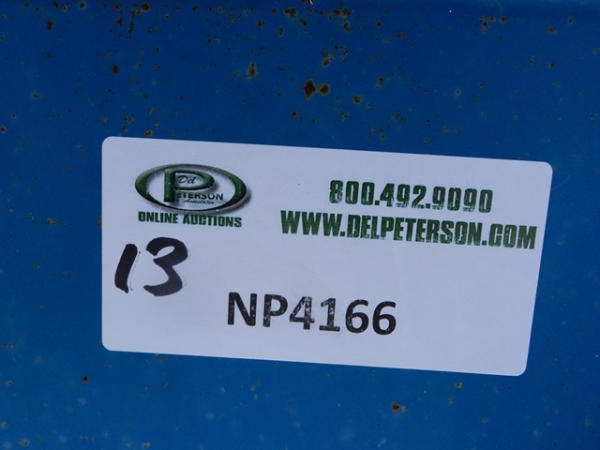 Del
PETERSON
ONLINE AUCTIONS
800.492.9090
WWW.DELPETERSON.COM
13
NP4166